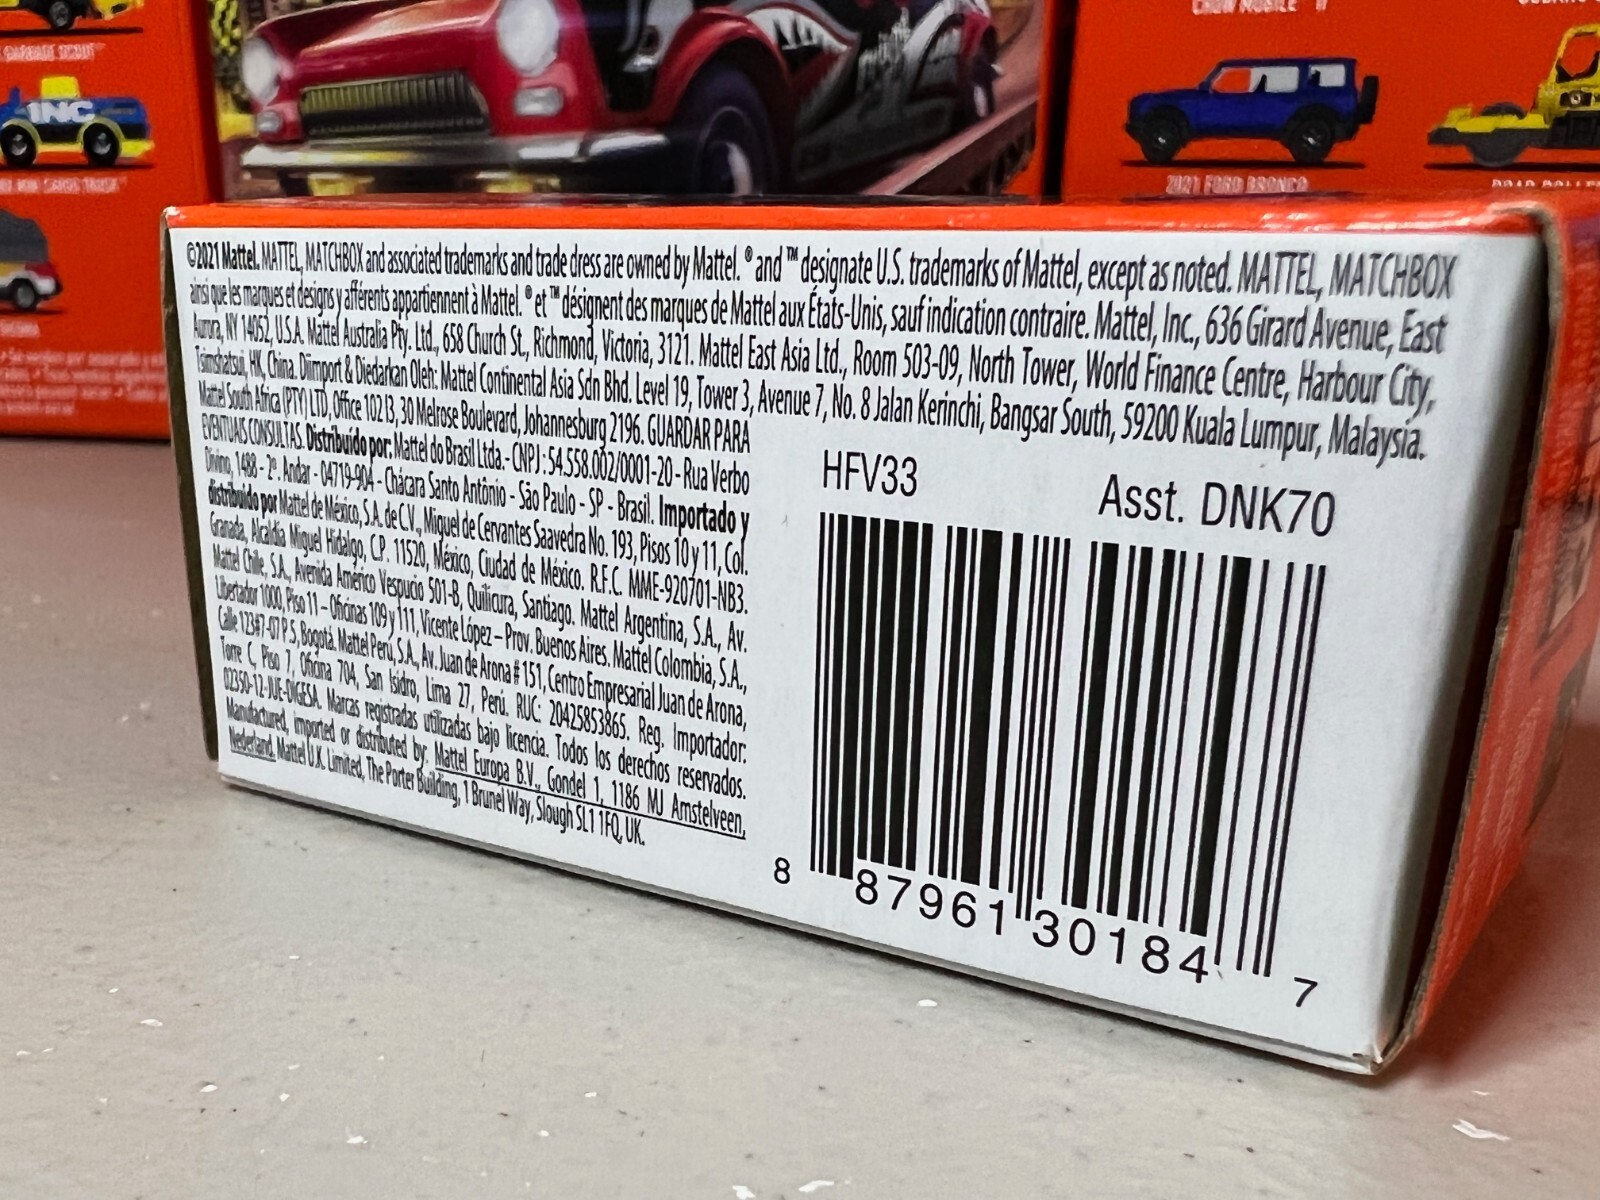 INC
2021 FORD BRONCO
©2021 Mattel. MATTEL, MATCHBOX and associated trademarks and trade dress are owned by Mattel. ® and ™ designate U.S. trademarks of Mattel, except as noted. MATTEL, MATCHBOX
ainsi que les marques et designs y afférents appartiennent à Mattel. ® et ™ désignent des marques de Mattel aux États-Unis, sauf indication contraire. Mattel, Inc., 636 Girard Avenue, East
Aurora, NY 14052, U.S.A. Mattel Australia Pty. Ltd., 658 Church St., Richmond, Victoria, 3121. Mattel East Asia Ltd., Room 503-09, North Tower, World Finance Centre, Harbour City,
Tsimshatsui, HK, China. Diimport & Diedarkan Oleh: Mattel Continental Asia Sdn Bhd. Level 19, Tower 3, Avenue 7, No. 8 Jalan Kerinchi, Bangsar South, 59200 Kuala Lumpur, Malaysia.
Mattel South Africa (PTY) LTD, Office 102 I3, 30 Melrose Boulevard, Johannesburg 2196. GUARDAR PARA
EVENTUAIS CONSULTAS. Distribuído por: Mattel do Brasil Ltda.- CNPJ : 54.558.002/0001-20 - Rua Verbo
Divino, 1488 - 2º. Andar - 04719-904 - Chácara Santo Antônio - São Paulo - SP - Brasil. Importado y
distribuido por Mattel de México, S.A. de C.V., Miguel de Cervantes Saavedra No. 193, Pisos 10 y 11, Col.
Granada, Alcaldía Miguel Hidalgo, C.P. 11520, México, Ciudad de México. R.F.C. MME-920701-NB3.
Mattel Chile, S.A., Avenida Américo Vespucio 501-B, Quilicura, Santiago. Mattel Argentina, S.A., Av.
Libertador 1000, Piso 11 – Oficinas 109 y 111, Vicente López – Prov. Buenos Aires. Mattel Colombia, S.A.,
Calle 123#7-07 P.5, Bogotá. Mattel Perú, S.A., Av. Juan de Arona # 151, Centro Empresarial Juan de Arona,
Torre C, Piso 7, Oficina 704, San Isidro, Lima 27, Perú. RUC: 20425853865. Reg. Importador:
02350-12-JUE-DIGESA. Marcas registradas utilizadas bajo licencia. Todos los derechos reservados.
Manufactured, imported or distributed by: Mattel Europa B.V., Gondel 1, 1186 MJ Amstelveen,
Nederland. Mattel U.K. Limited, The Porter Building, 1 Brunel Way, Slough SL1 1FQ, UK.
HFV33 Asst. DNK70
8 87961 30184 7